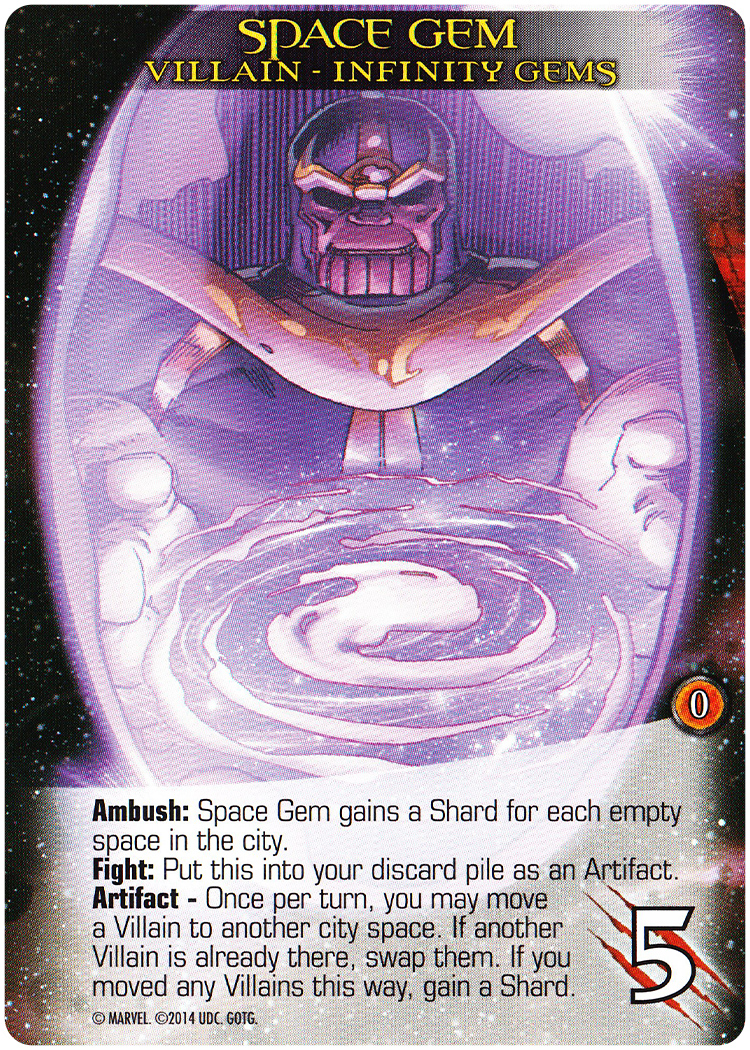 SPACE GEM
VILLAIN - INFINITY GEMS
0
Ambush: Space Gem gains a Shard for each empty
space in the city.
Fight: Put this into your discard pile as an Artifact.
Artifact - Once per turn, you may move
a Villain to another city space. If another
Villain is already there, swap them. If you
moved any Villains this way, gain a Shard.
5
© MARVEL. ©2014 UDC. GOTG.